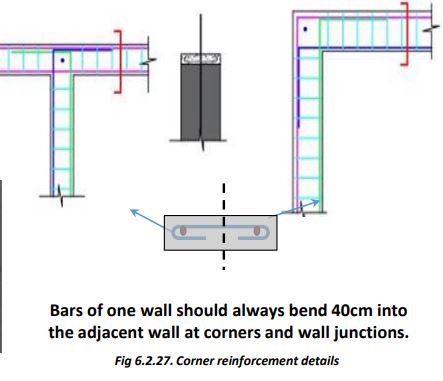 Bars of one wall should always bend 40cm into
the adjacent wall at corners and wall junctions.
Fig 6.2.27. Corner reinforcement details